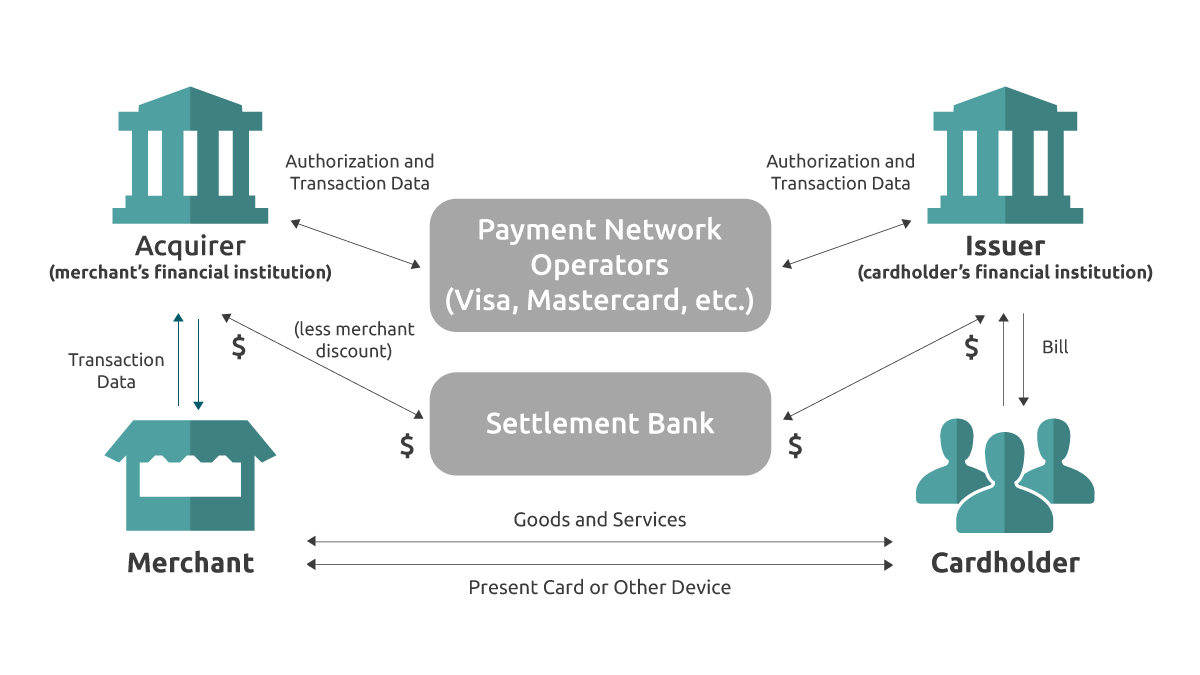 Authorization and
Transaction Data
Authorization and
Transaction Data
Payment Network
Operators
(Visa, Mastercard, etc.)
Acquirer
(merchant's financial institution)
Issuer
(cardholder's financial institution)
(less merchant
discount)
$
$
Bill
Transaction
Data
Settlement Bank
$
$
Goods and Services
Merchant
Cardholder
Present Card or Other Device